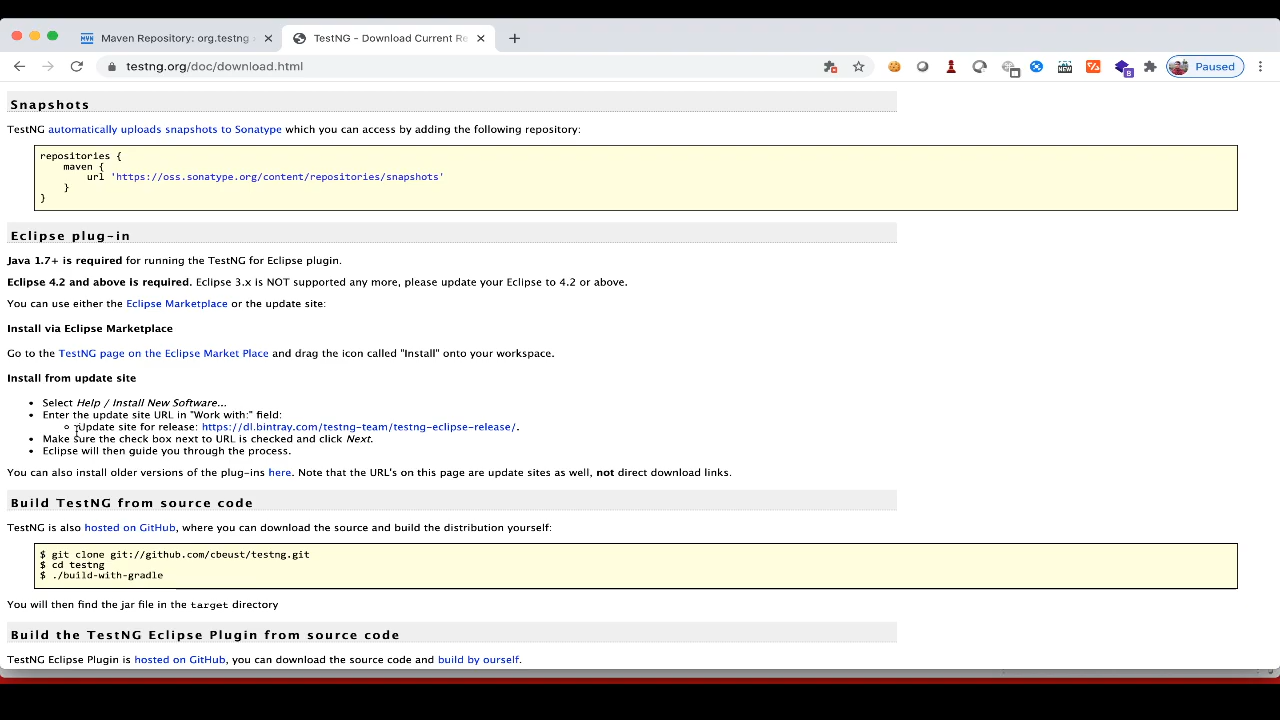 Maven Repository: org.testng
TestNG - Download Current Re
testng.org/doc/download.html
NEW
8
Paused
Snapshots
TestNG automatically uploads snapshots to Sonatype which you can access by adding the following repository:
repositories {
maven {
url 'https://oss.sonatype.org/content/repositories/snapshots'
}
}
Eclipse plug-in
Java 1.7+ is required for running the TestNG for Eclipse plugin.
Eclipse 4.2 and above is required. Eclipse 3.x is NOT supported any more, please update your Eclipse to 4.2 or above.
You can use either the Eclipse Marketplace or the update site:
Install via Eclipse Marketplace
Go to the TestNG page on the Eclipse Market Place and drag the icon called "Install" onto your workspace.
Install from update site
• Select Help / Install New Software...
• Enter the update site URL in "Work with:" field:
Update site for release: https://dl.bintray.com/testng-team/testng-eclipse-release/.
• Make sure the check box next to URL is checked and click Next.
• Eclipse will then guide you through the process.
You can also install older versions of the plug-ins here. Note that the URL's on this page are update sites as well, not direct download links.
Build TestNG from source code
TestNG is also hosted on GitHub, where you can download the source and build the distribution yourself:
$ git clone git://github.com/cbeust/testng.git
$ cd testng
$ ./build-with-gradle
You will then find the jar file in the target directory
Build the TestNG Eclipse Plugin from source code
TestNG Eclipse Plugin is hosted on GitHub, you can download the source code and build by ourself.